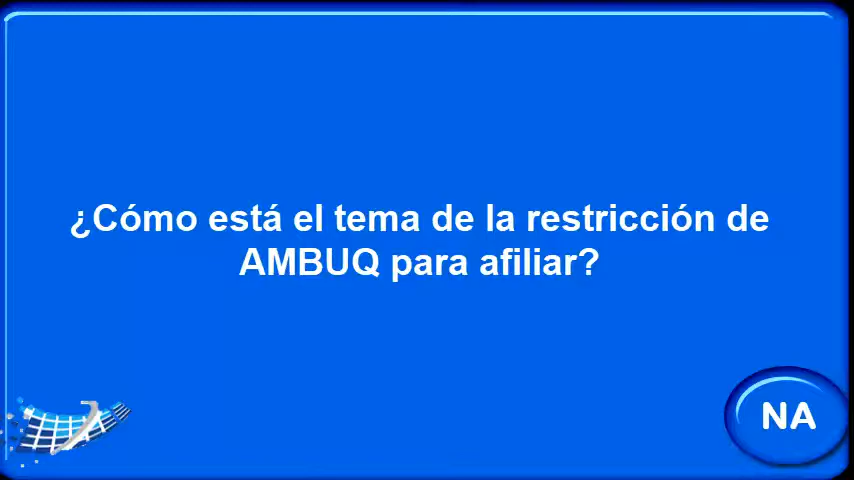 ¿Cómo está el tema de la restricción de
AMBUQ para afiliar?
NA